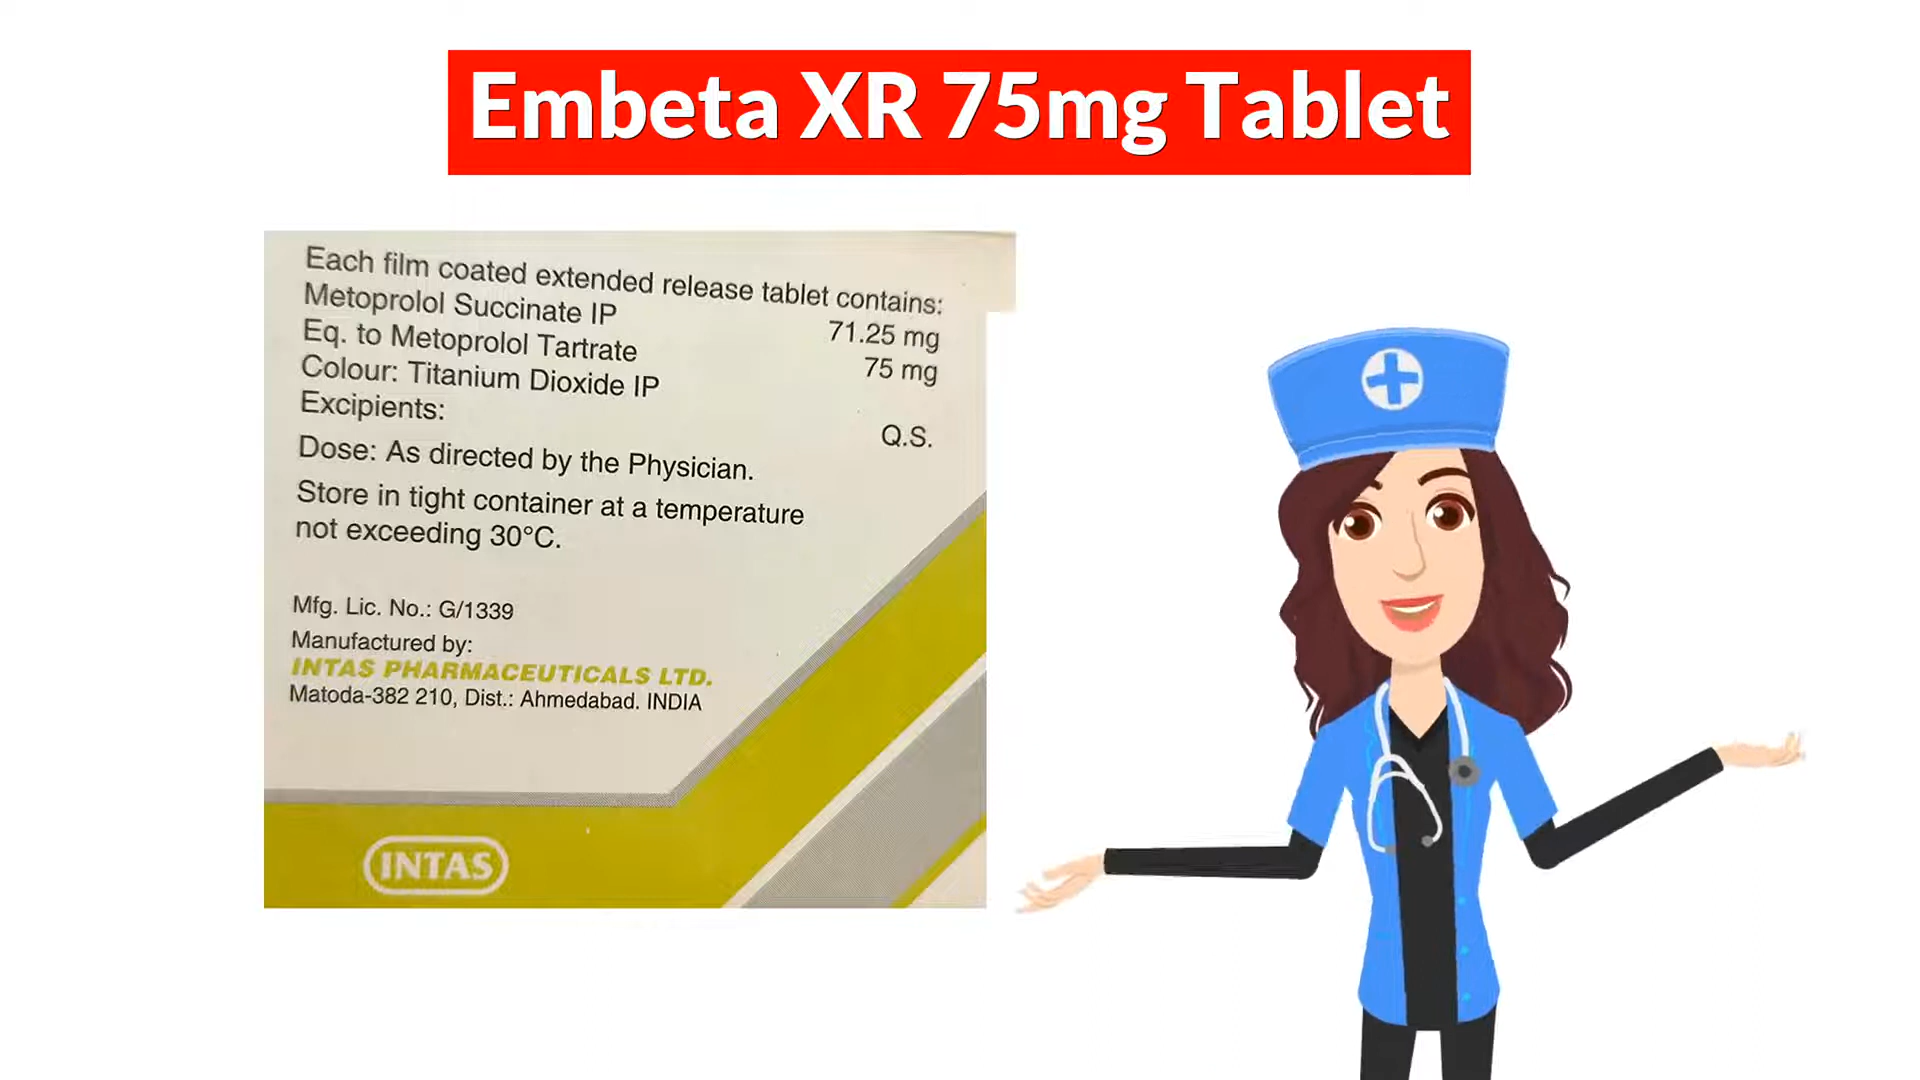 Embeta XR 75mg Tablet
Each film coated extended release tablet contains:
Metoprolol Succinate IP 71.25 mg
Eq. to Metoprolol Tartrate 75 mg
Colour: Titanium Dioxide IP
Excipients: Q.S.
Dose: As directed by the Physician.
Store in tight container at a temperature
not exceeding 30°C.
Mfg. Lic. No.: G/1339
Manufactured by:
INTAS PHARMACEUTICALS LTD.
Matoda-382 210, Dist.: Ahmedabad. INDIA
INTAS